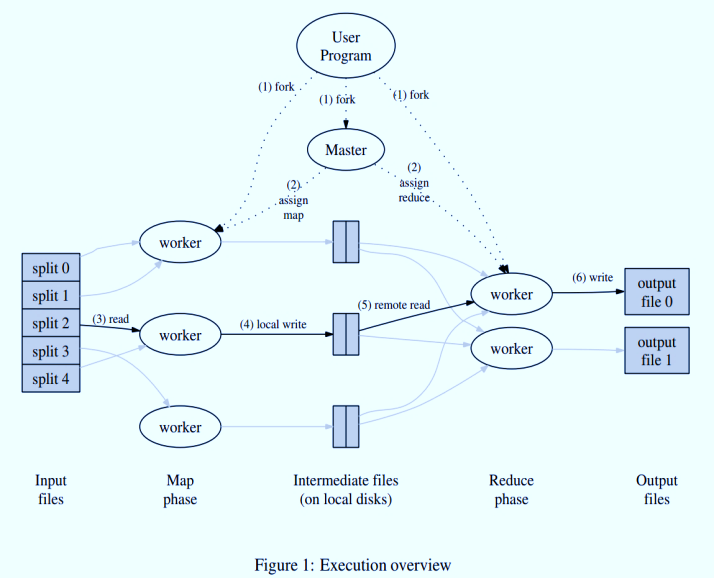 User
Program
(1) fork
(1) fork
(1) fork
Master
(2)
assign
map
(2)
assign
reduce
worker
split 0
split 1
split 2
split 3
split 4
(3) read
worker
(4) local write
worker
(5) remote read
worker
(6) write
output
file 0
worker
output
file 1
Input
files
Map
phase
Intermediate files
(on local disks)
Reduce
phase
Output
files
Figure 1: Execution overview